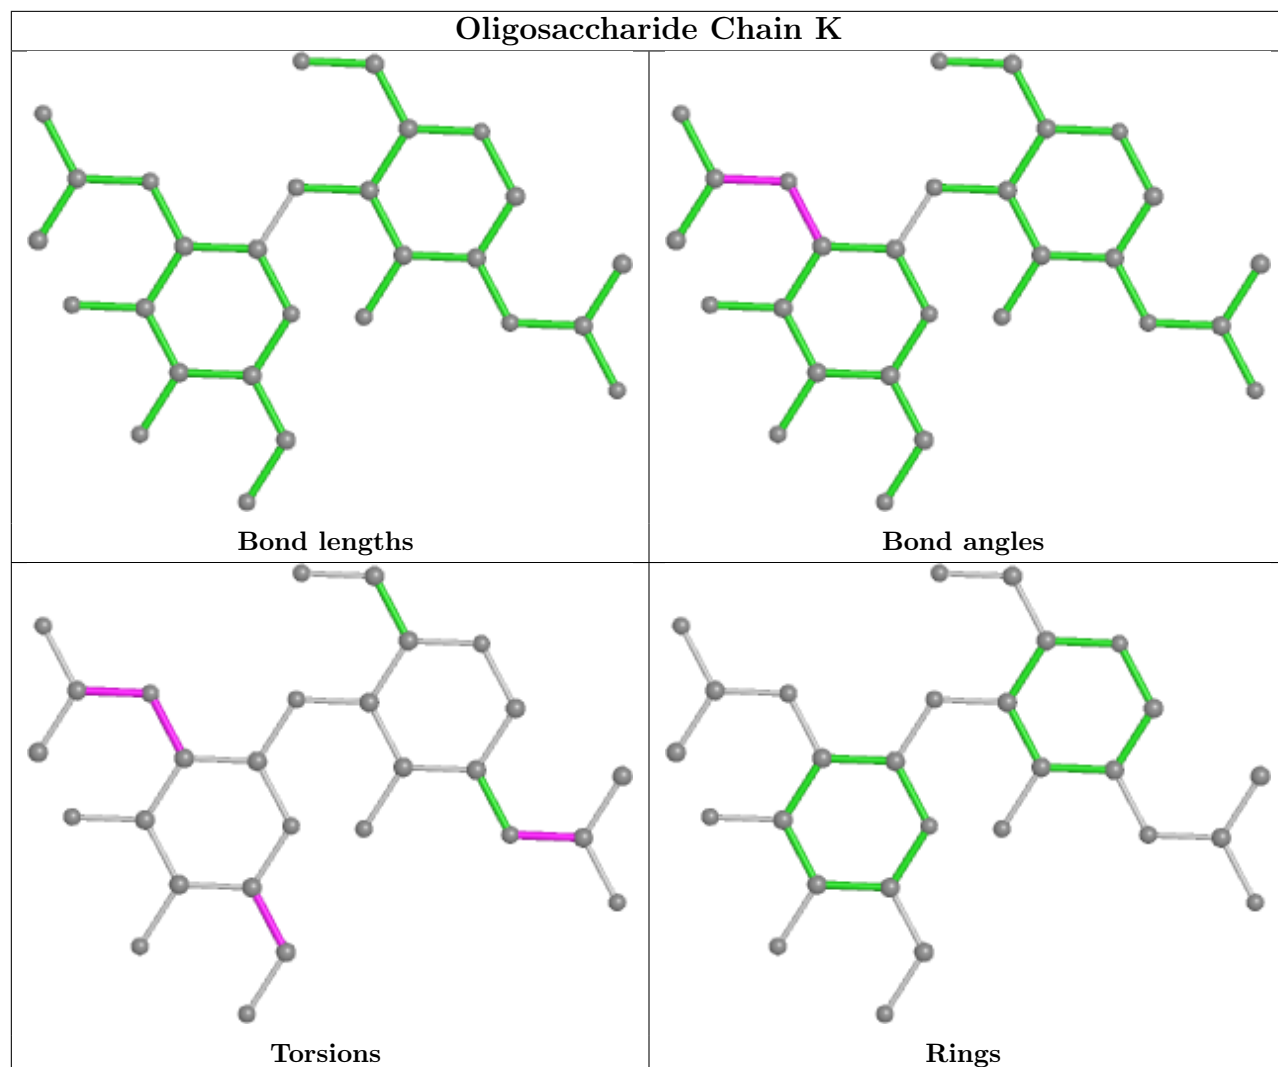 Oligosaccharide Chain K
Bond lengths
Bond angles
Torsions
Rings